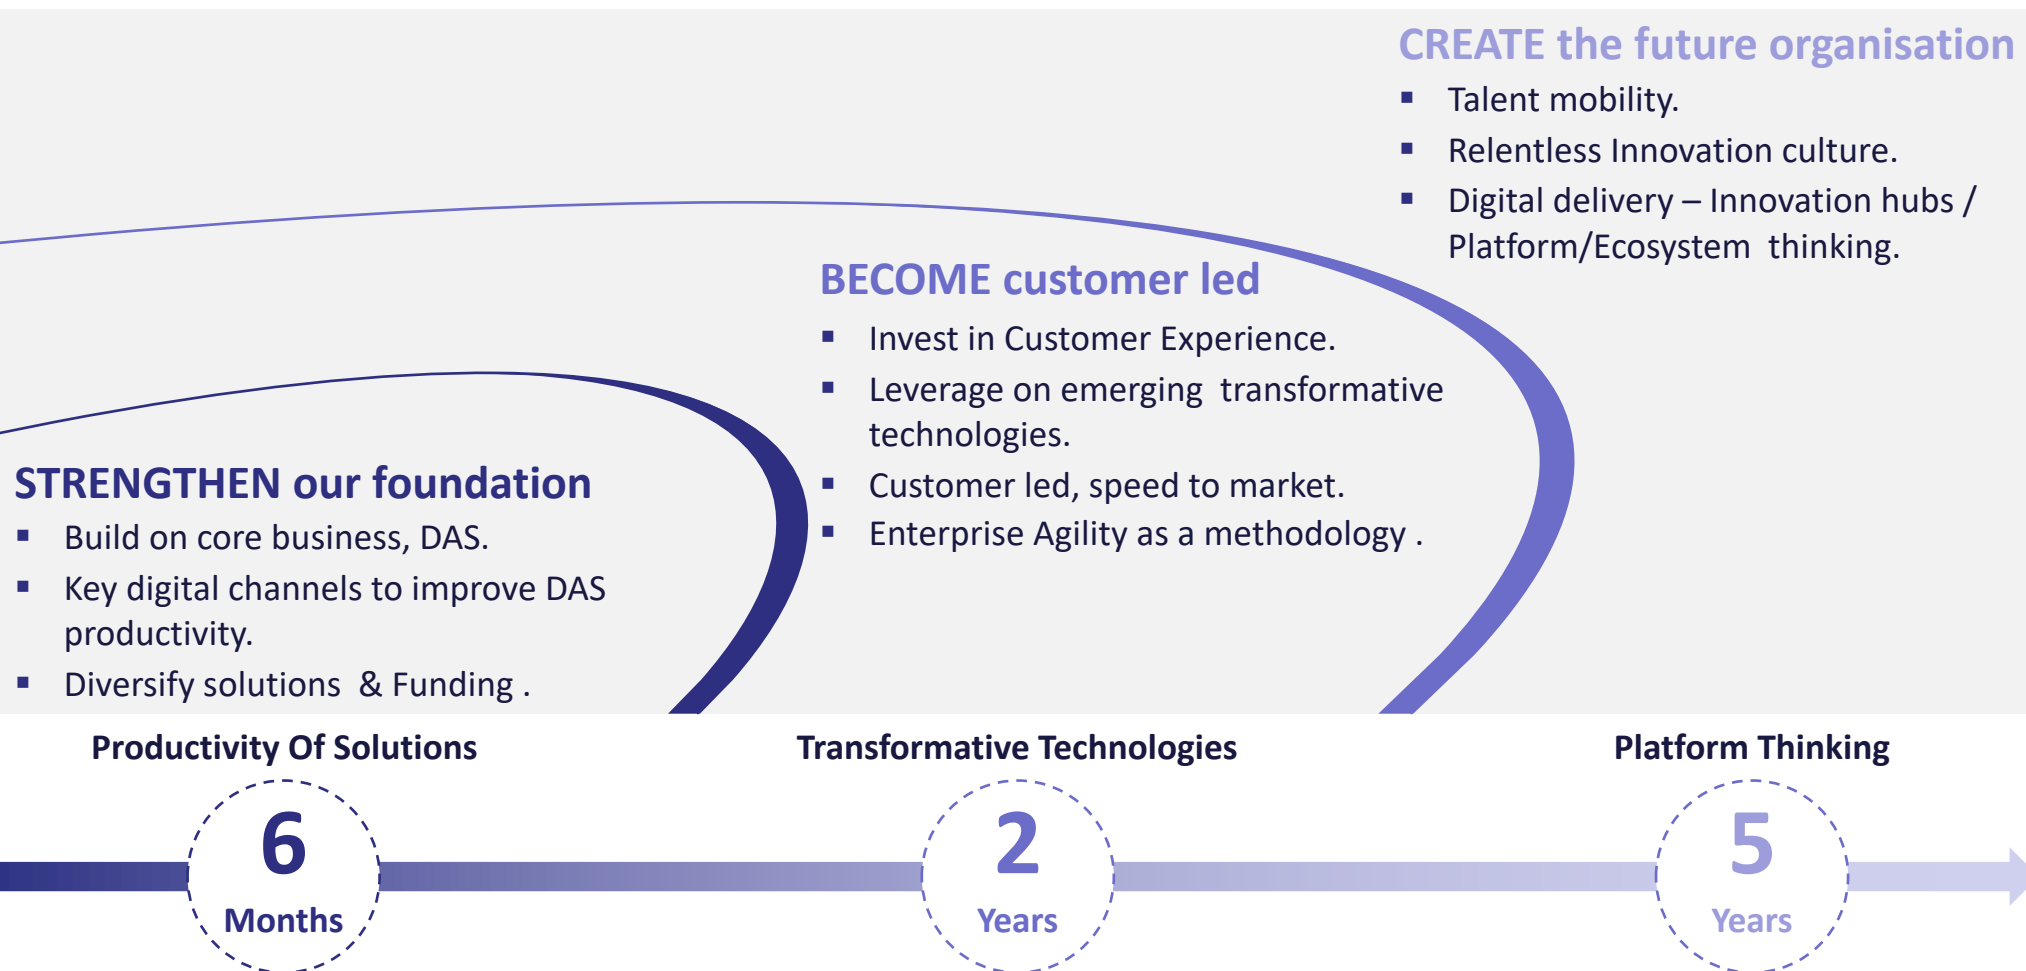 CREATE the future organisation
▪ Talent mobility.
▪ Relentless Innovation culture.
▪ Digital delivery – Innovation hubs /
Platform/Ecosystem thinking.
BECOME customer led
▪ Invest in Customer Experience.
▪ Leverage on emerging transformative
technologies.
▪ Customer led, speed to market.
▪ Enterprise Agility as a methodology .
STRENGTHEN our foundation
▪ Build on core business, DAS.
▪ Key digital channels to improve DAS
productivity.
▪ Diversify solutions & Funding .
Productivity Of Solutions
6
Months
Transformative Technologies
2
Years
Platform Thinking
5
Years